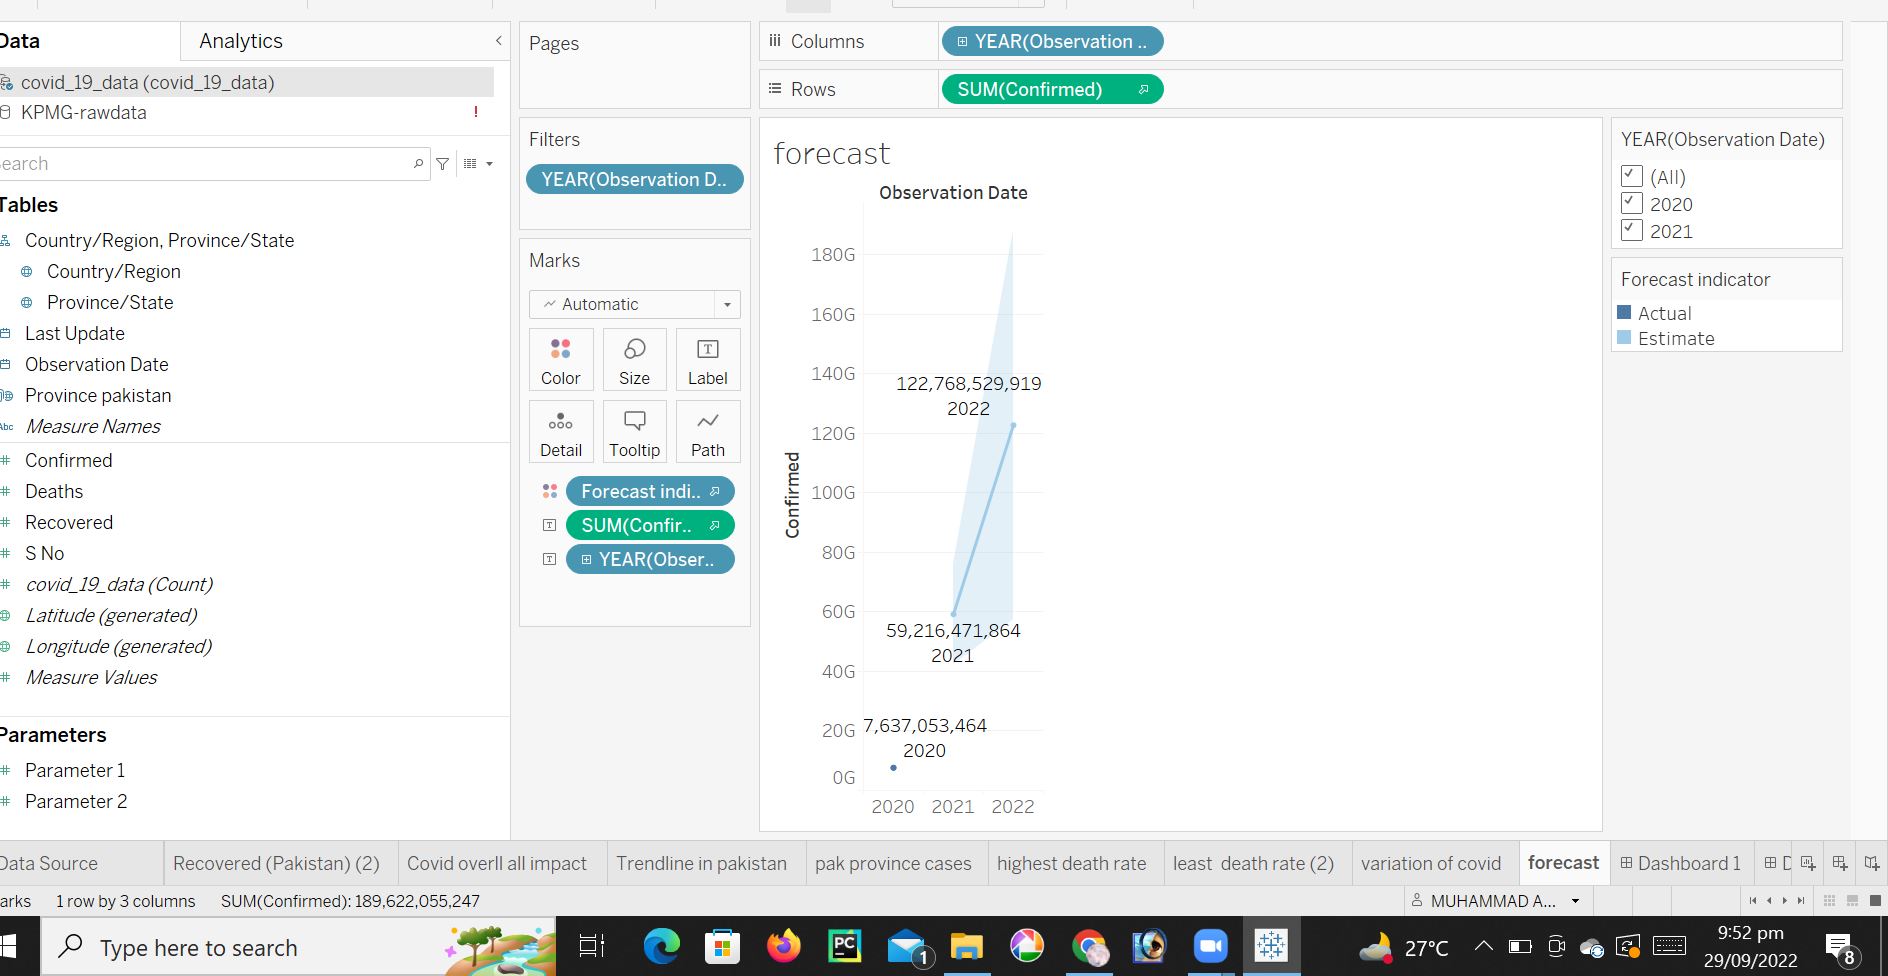 Data
Analytics
covid_19_data (covid_19_data)
KPMG-rawdata
!
Search
Tables
Country/Region, Province/State
Country/Region
Province/State
Last Update
Observation Date
Province pakistan
Abc
Measure Names
Confirmed
Deaths
Recovered
S No
covid_19_data (Count)
Latitude (generated)
Longitude (generated)
Measure Values
Parameters
Parameter 1
Parameter 2
Pages
Filters
YEAR(Observation D..
Marks
Automatic
Color
Size
Label
Detail
Tooltip
Path
Forecast indi..
SUM(Confir..
YEAR(Obser..
Columns
YEAR(Observation ..
Rows
SUM(Confirmed)
forecast
Observation Date
180G
160G
140G
120G
100G
80G
60G
40G
20G
0G
Confirmed
122,768,529,919
2022
59,216,471,864
2021
7,637,053,464
2020
2020 2021 2022
YEAR(Observation Date)
(All)
2020
2021
Forecast indicator
Actual
Estimate
Data Source
Recovered (Pakistan) (2)
Covid overll all impact
Trendline in pakistan
pak province cases
highest death rate
least death rate (2)
variation of covid
forecast
Dashboard 1
D
arks
1 row by 3 columns
SUM(Confirmed): 189,622,055,247
MUHAMMAD A...
Type here to search
PC
1
27°C
9:52 pm
29/09/2022
8